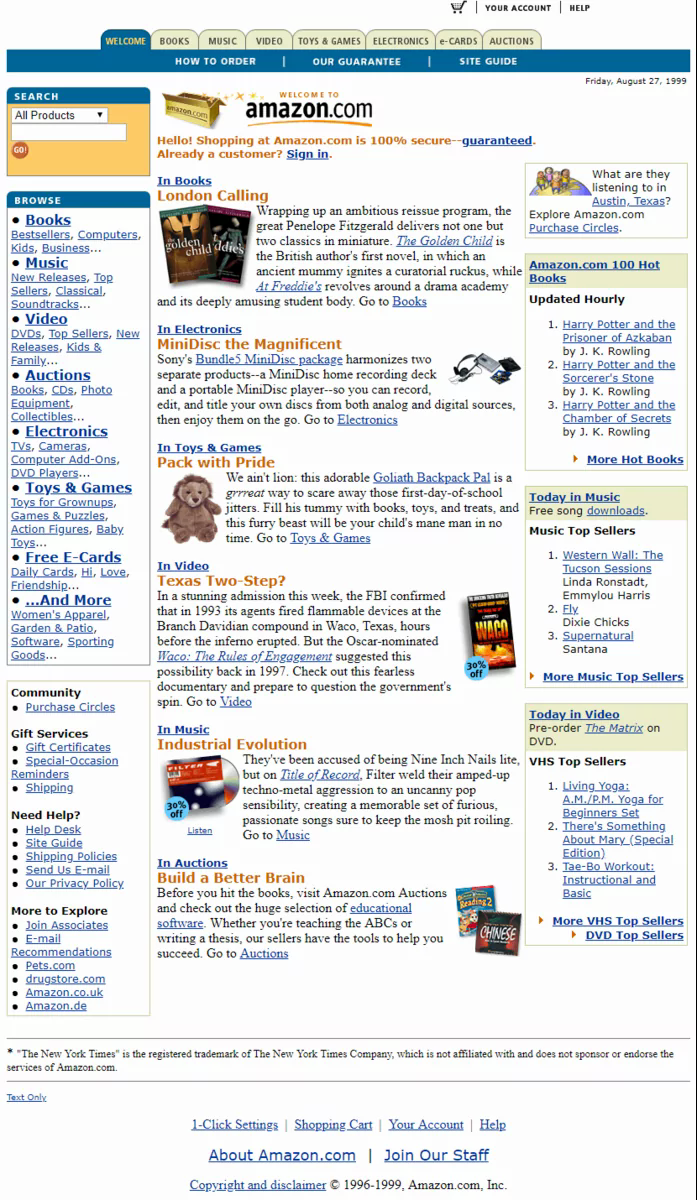 YOUR ACCOUNT | HELP
WELCOME BOOKS MUSIC VIDEO TOYS & GAMES ELECTRONICS e-CARDS AUCTIONS
HOW TO ORDER | OUR GUARANTEE | SITE GUIDE
Friday, August 27, 1999
SEARCH
All Products
GO!
BROWSE
• Books
Bestsellers, Computers,
Kids, Business...
• Music
New Releases, Top
Sellers, Classical,
Soundtracks...
• Video
DVDs, Top Sellers, New
Releases, Kids &
Family...
• Auctions
Books, CDs, Photo
Equipment,
Collectibles...
• Electronics
TVs, Cameras,
Computer Add-Ons,
DVD Players...
• Toys & Games
Toys for Grownups,
Games & Puzzles,
Action Figures, Baby
Toys...
• Free E-Cards
Daily Cards, Hi, Love,
Friendship...
• ...And More
Women's Apparel,
Garden & Patio,
Software, Sporting
Goods...
Community
• Purchase Circles
Gift Services
• Gift Certificates
• Special-Occasion
Reminders
• Shipping
Need Help?
• Help Desk
• Site Guide
• Shipping Policies
• Send Us E-mail
• Our Privacy Policy
More to Explore
• Join Associates
• E-mail
Recommendations
• Pets.com
• drugstore.com
• Amazon.co.uk
• Amazon.de
amazon.com
WELCOME TO
amazon.com
Hello! Shopping at Amazon.com is 100% secure--guaranteed.
Already a customer? Sign in.
In Books
London Calling
golden child
ddies
Wrapping up an ambitious reissue program, the
great Penelope Fitzgerald delivers not one but
two classics in miniature. The Golden Child is
the British author's first novel, in which an
ancient mummy ignites a curatorial ruckus, while
At Freddie's revolves around a drama academy
and its deeply amusing student body. Go to Books
In Electronics
MiniDisc the Magnificent
Sony's Bundle5 MiniDisc package harmonizes two
separate products--a MiniDisc home recording deck
and a portable MiniDisc player--so you can record,
edit, and title your own discs from both analog and digital sources,
then enjoy them on the go. Go to Electronics
In Toys & Games
Pack with Pride
We ain't lion: this adorable Goliath Backpack Pal is a
grrreat way to scare away those first-day-of-school
jitters. Fill his tummy with books, toys, and treats, and
this furry beast will be your child's mane man in no
time. Go to Toys & Games
In Video
Texas Two-Step?
In a stunning admission this week, the FBI confirmed
that in 1993 its agents fired flammable devices at the
Branch Davidian compound in Waco, Texas, hours
before the inferno erupted. But the Oscar-nominated
Waco: The Rules of Engagement suggested this
possibility back in 1997. Check out this fearless
documentary and prepare to question the government's
spin. Go to Video
WACO
30%
off
In Music
Industrial Evolution
FILTER
30%
off
Listen
They've been accused of being Nine Inch Nails lite,
but on Title of Record, Filter weld their amped-up
techno-metal aggression to an uncanny pop
sensibility, creating a memorable set of furious,
passionate songs sure to keep the mosh pit roiling.
Go to Music
In Auctions
Build a Better Brain
Before you hit the books, visit Amazon.com Auctions
and check out the huge selection of educational
software. Whether you're teaching the ABCs or
writing a thesis, our sellers have the tools to help you
succeed. Go to Auctions
Reading 2
CHINESE
What are they
listening to in
Austin, Texas?
Explore Amazon.com
Purchase Circles.
Amazon.com 100 Hot
Books
Updated Hourly
1. Harry Potter and the
Prisoner of Azkaban
by J. K. Rowling
2. Harry Potter and the
Sorcerer's Stone
by J. K. Rowling
3. Harry Potter and the
Chamber of Secrets
by J. K. Rowling
More Hot Books
Today in Music
Free song downloads.
Music Top Sellers
1. Western Wall: The
Tucson Sessions
Linda Ronstadt,
Emmylou Harris
2. Fly
Dixie Chicks
3. Supernatural
Santana
More Music Top Sellers
Today in Video
Pre-order The Matrix on
DVD.
VHS Top Sellers
1. Living Yoga:
A.M./P.M. Yoga for
Beginners Set
2. There's Something
About Mary (Special
Edition)
3. Tae-Bo Workout:
Instructional and
Basic
More VHS Top Sellers
DVD Top Sellers
* "The New York Times" is the registered trademark of The New York Times Company, which is not affiliated with and does not sponsor or endorse the
services of Amazon.com.
Text Only
1-Click Settings | Shopping Cart | Your Account | Help
About Amazon.com | Join Our Staff
Copyright and disclaimer © 1996-1999, Amazon.com, Inc.